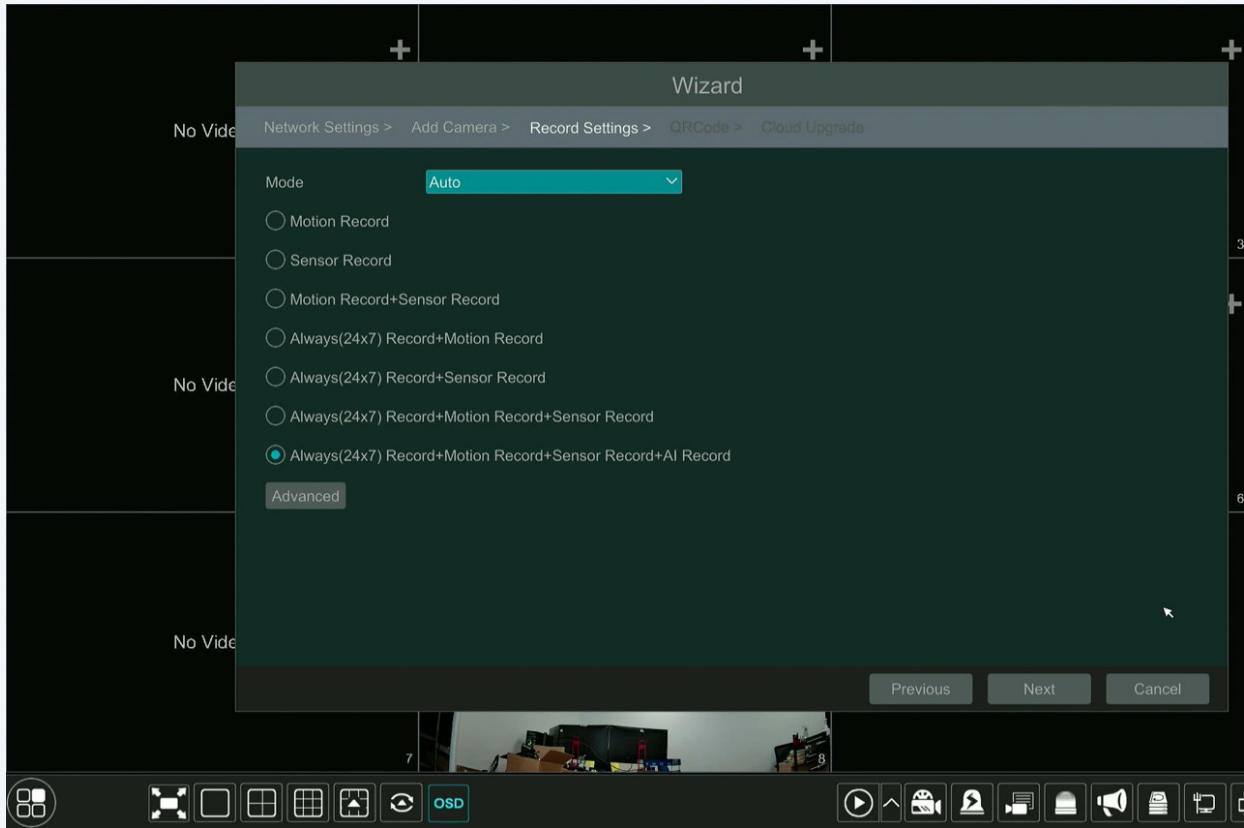 Wizard
No Vide
Network Settings > Add Camera > Record Settings > QRCode > Cloud Upgrade
Mode Auto
Motion Record
3
Sensor Record
Motion Record+Sensor Record
Always(24x7) Record+Motion Record
No Vide
Always(24x7) Record+Sensor Record
Always(24x7) Record+Motion Record+Sensor Record
Always(24x7) Record+Motion Record+Sensor Record+AI Record
Advanced
6
No Vide
Previous Next Cancel
7
8
OSD